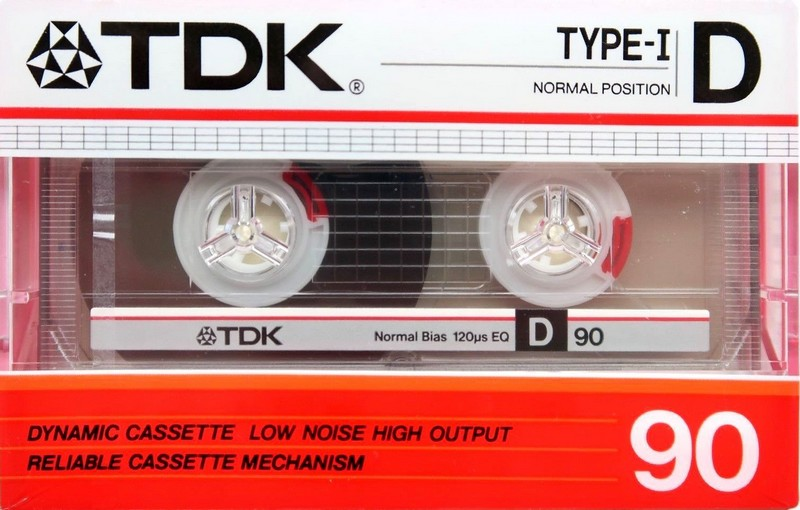 TDK®
TYPE-I
NORMAL POSITION
D
TDK Normal Bias 120µs EQ D 90
DYNAMIC CASSETTE LOW NOISE HIGH OUTPUT
RELIABLE CASSETTE MECHANISM
90